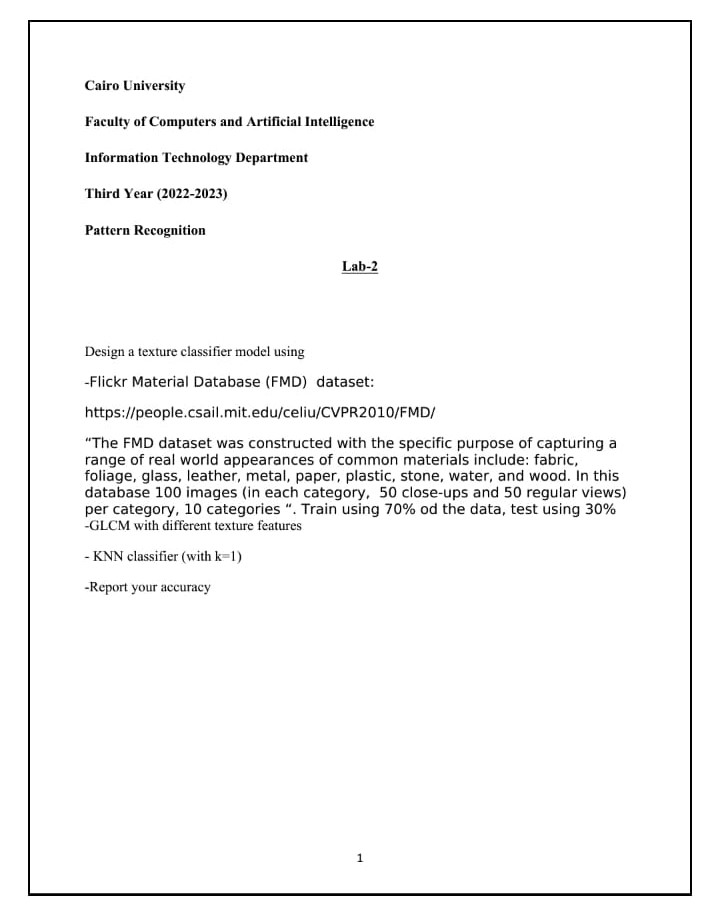 Cairo University
Faculty of Computers and Artificial Intelligence
Information Technology Department
Third Year (2022-2023)
Pattern Recognition
Lab-2
Design a texture classifier model using
-Flickr Material Database (FMD)  dataset:
https://people.csail.mit.edu/celiu/CVPR2010/FMD/
“The FMD dataset was constructed with the specific purpose of capturing a
range of real world appearances of common materials include: fabric,
foliage, glass, leather, metal, paper, plastic, stone, water, and wood. In this
database 100 images (in each category,  50 close-ups and 50 regular views)
per category, 10 categories “. Train using 70% od the data, test using 30%
-GLCM with different texture features
- KNN classifier (with k=1)
-Report your accuracy
1